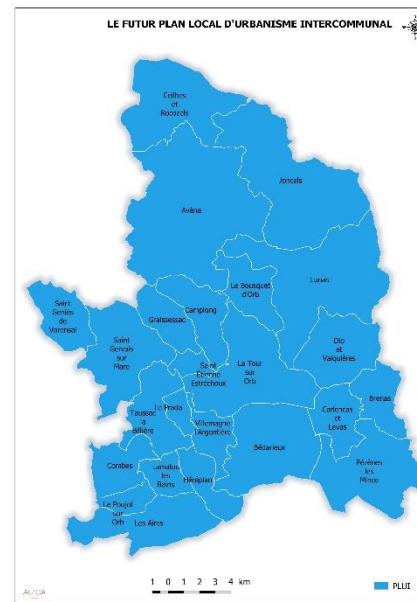 LE FUTUR PLAN LOCAL D'URBANISME INTERCOMMUNAL
Ceilhes
et
Rocozels
Joncels
Avène
Lunas
Le Bousquet
d'Orb
Saint
Geniès
de
Varensal
Camplong
Graissessac
Saint
Gervais
sur
Mare
Dio
et
Valquières
Saint
Etienne
Estréchoux
La Tour
sur
Orb
Brenas
Le Prada
Carlencas
et
Levas
Taussac
la
Billière
Villemagne
l'Argentière
Bédarieux
Pézènes
les
Mines
Combes
Lamalou
les
Bains
Hérépian
Le Poujol
sur
Orb
Les Aires
1 0 1 2 3 4 km
PLUI